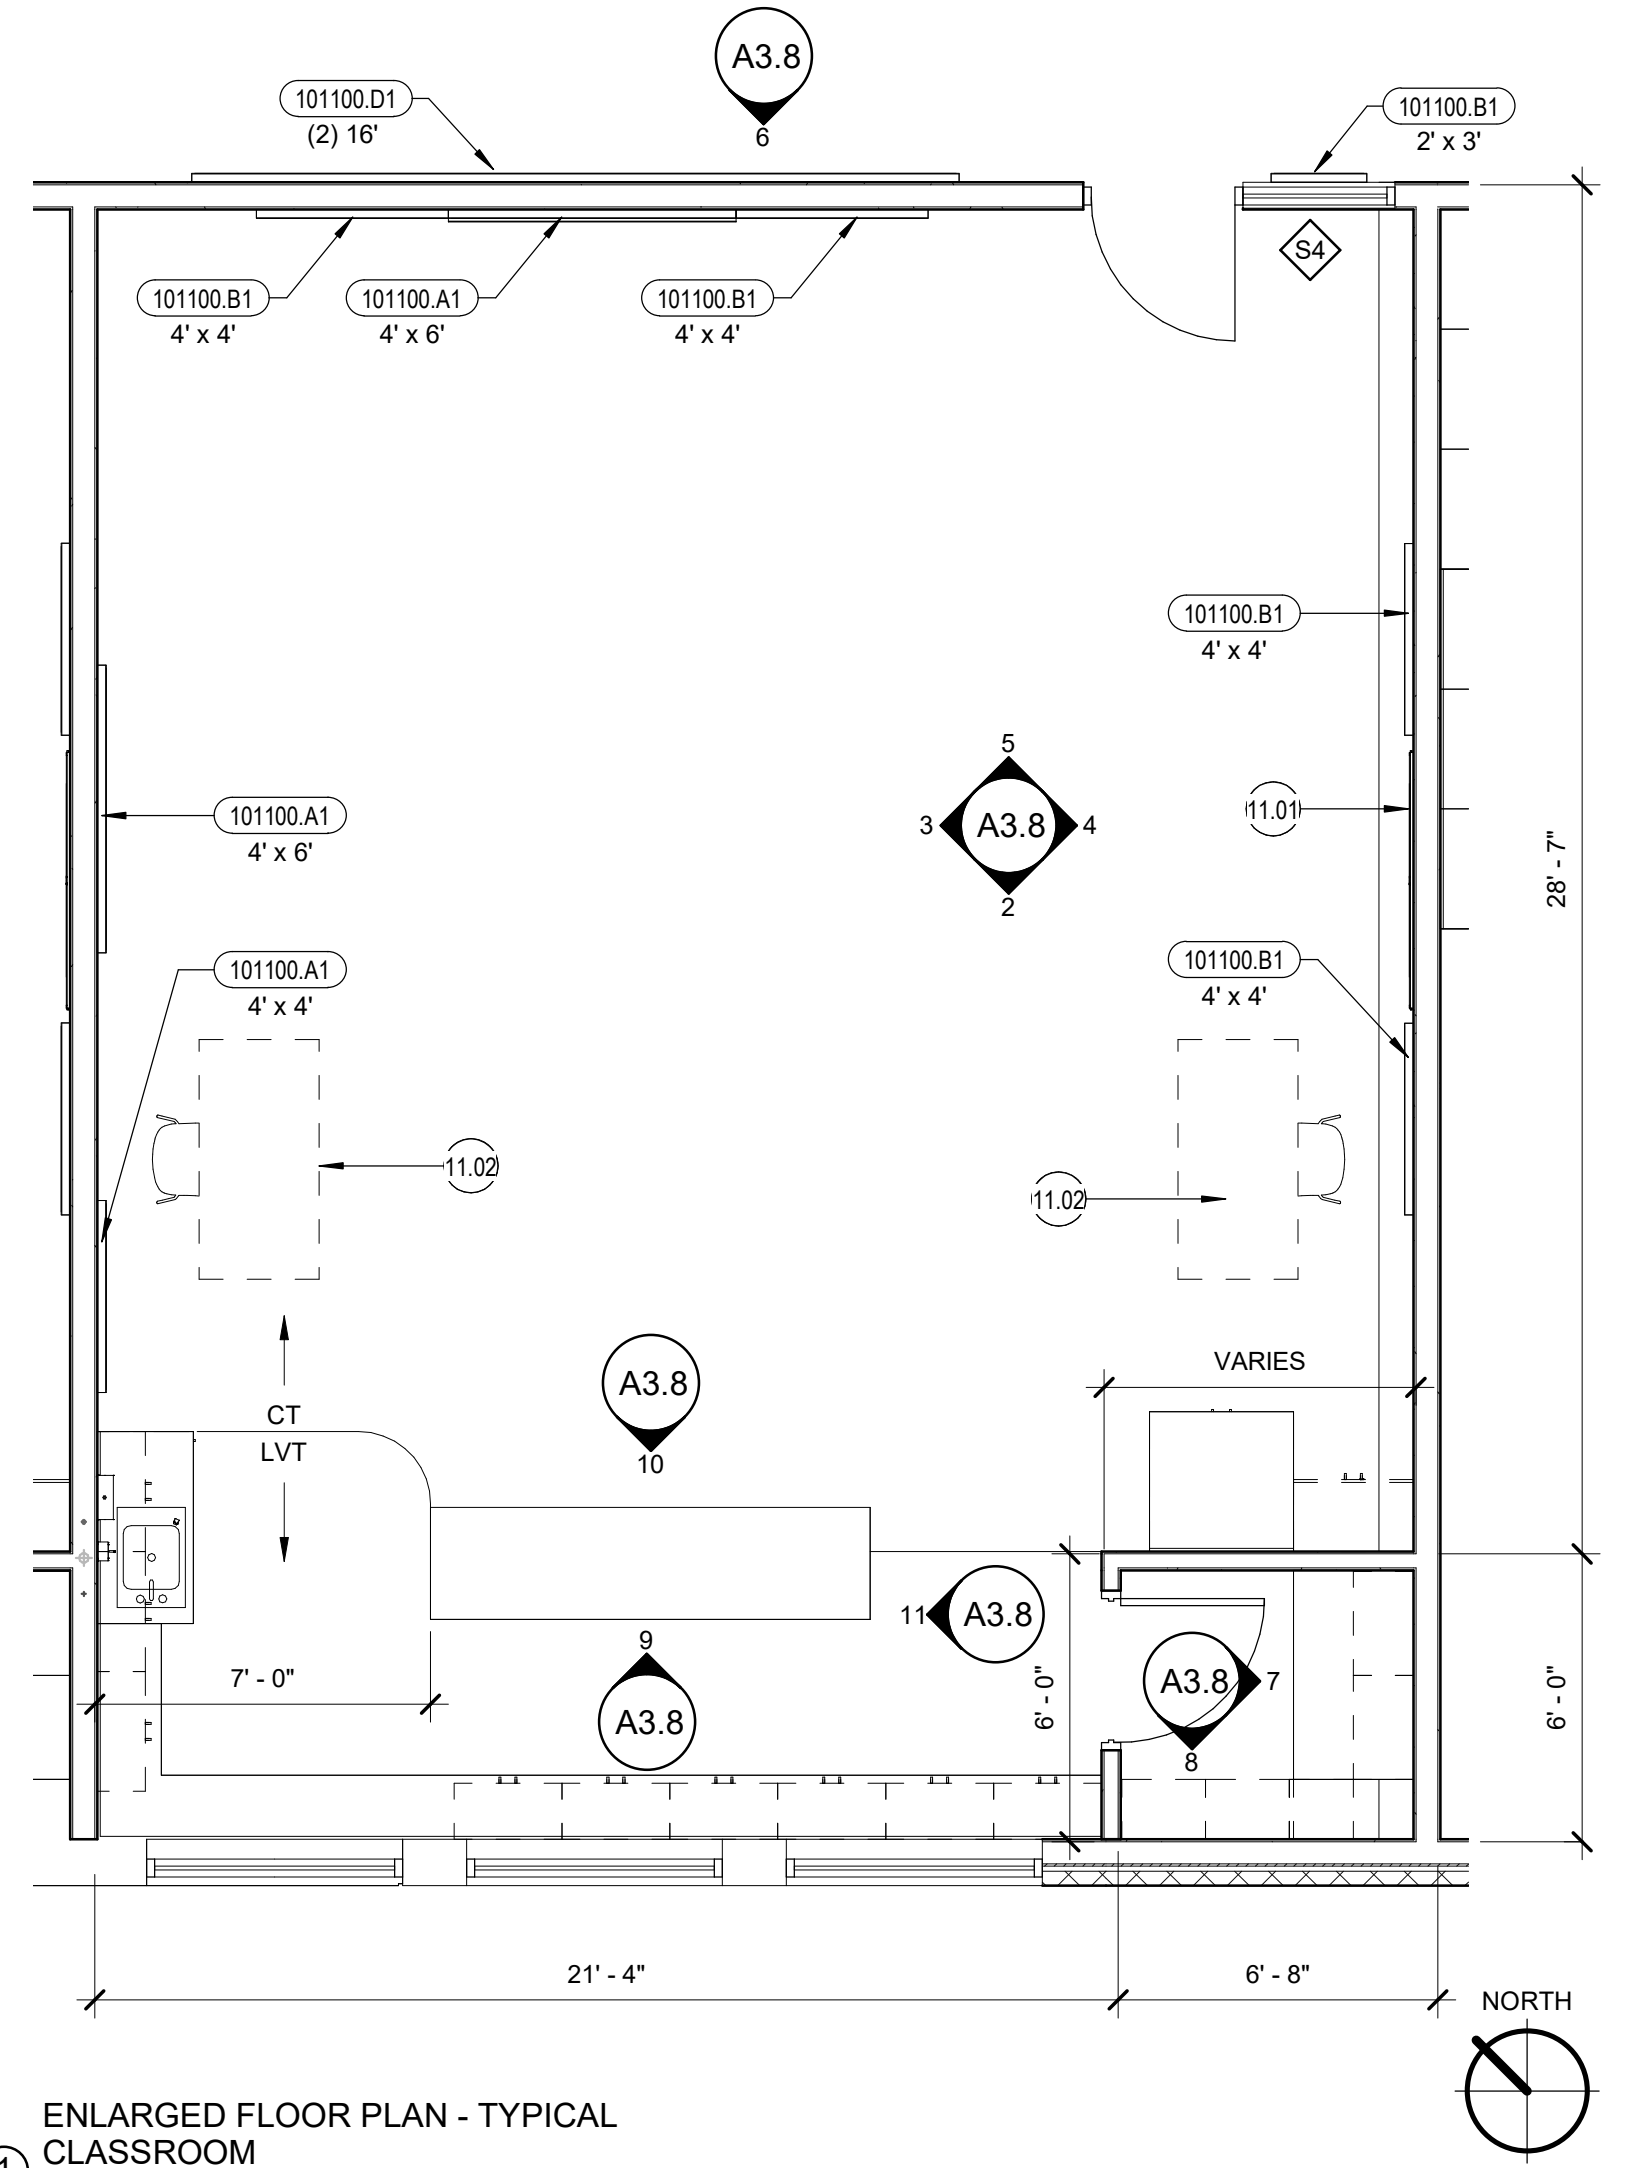 A3.8
6
101100.D1
(2) 16'
101100.B1
2' x 3'
S4
101100.B1
4' x 4'
101100.A1
4' x 6'
101100.B1
4' x 4'
101100.B1
4' x 4'
5
3
A3.8
4
2
11.01
101100.A1
4' x 6'
28' - 7"
101100.A1
4' x 4'
101100.B1
4' x 4'
11.02
11.02
VARIES
A3.8
10
CT
LVT
11
A3.8
9
A3.8
7' - 0"
6' - 0"
A3.8
7
8
6' - 0"
21' - 4"
6' - 8"
NORTH
ENLARGED FLOOR PLAN - TYPICAL
CLASSROOM
1